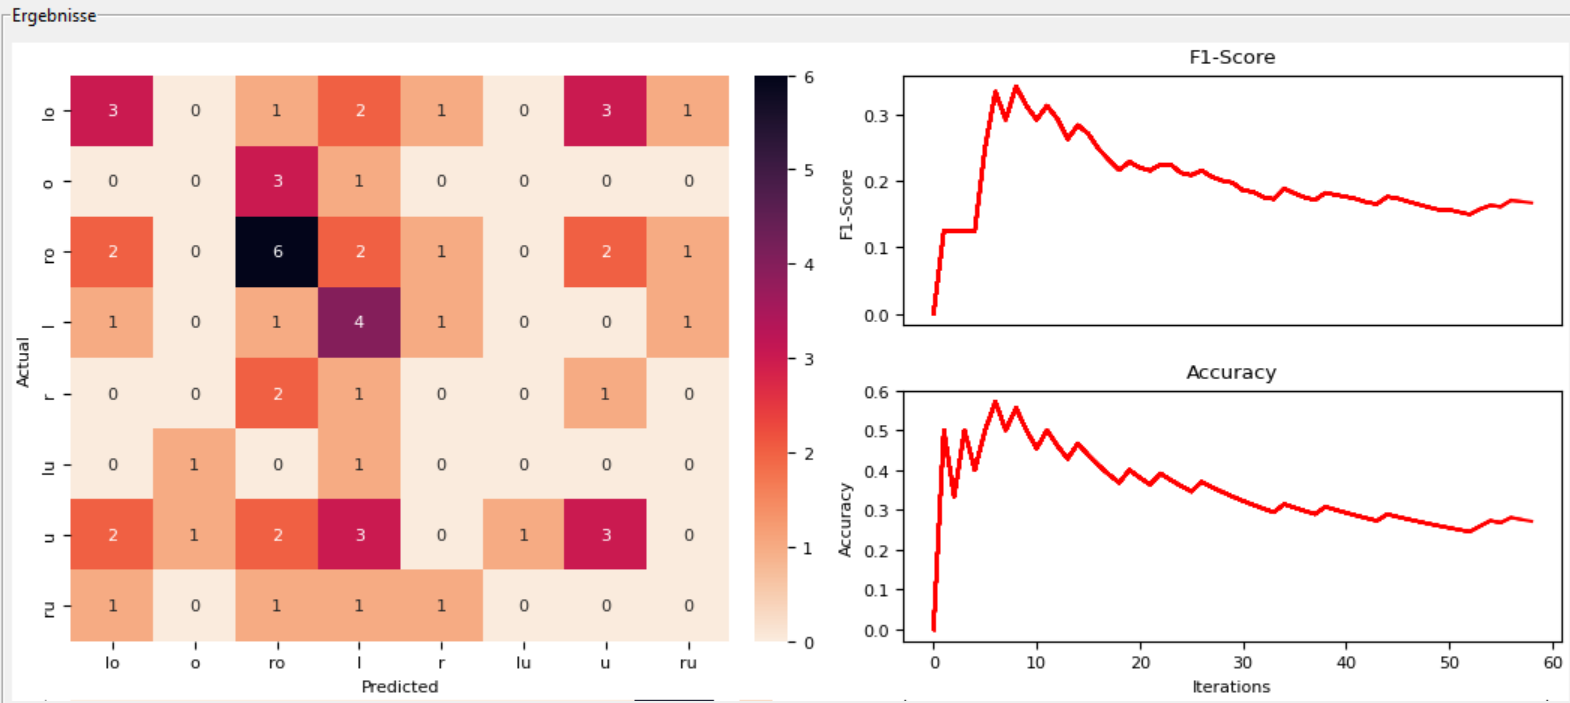 Ergebnisse
lo 3 0 1 2 1 0 3 1
o 0 0 3 1 0 0 0 0
ro 2 0 6 2 1 0 2 1
l 1 0 1 4 1 0 0 1
r 0 0 2 1 0 0 1 0
lu 0 1 0 1 0 0 0 0
u 2 1 2 3 0 1 3 0
ru 1 0 1 1 1 0 0 0
lo o ro l r lu u ru
Actual
Predicted
6
5
4
3
2
1
0
F1-Score
F1-Score
0.3
0.2
0.1
0.0
Accuracy
Accuracy
0.6
0.5
0.4
0.3
0.2
0.1
0.0
0 10 20 30 40 50 60
Iterations